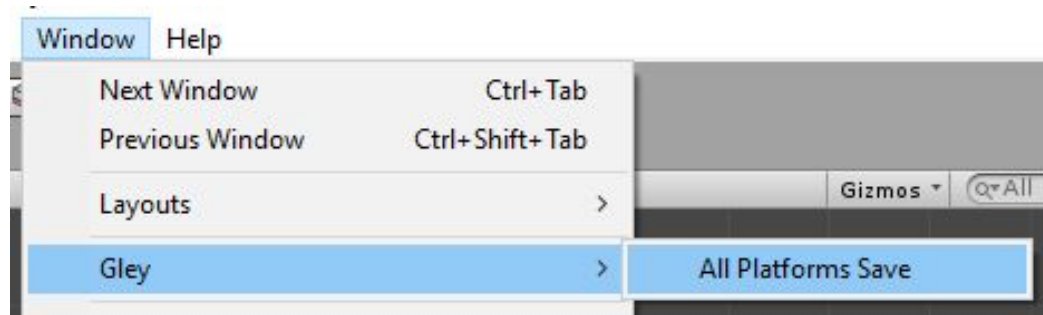 Window Help
Next Window Ctrl+Tab
Previous Window Ctrl+Shift+Tab
Gizmos All
Layouts >
Gley > All Platforms Save